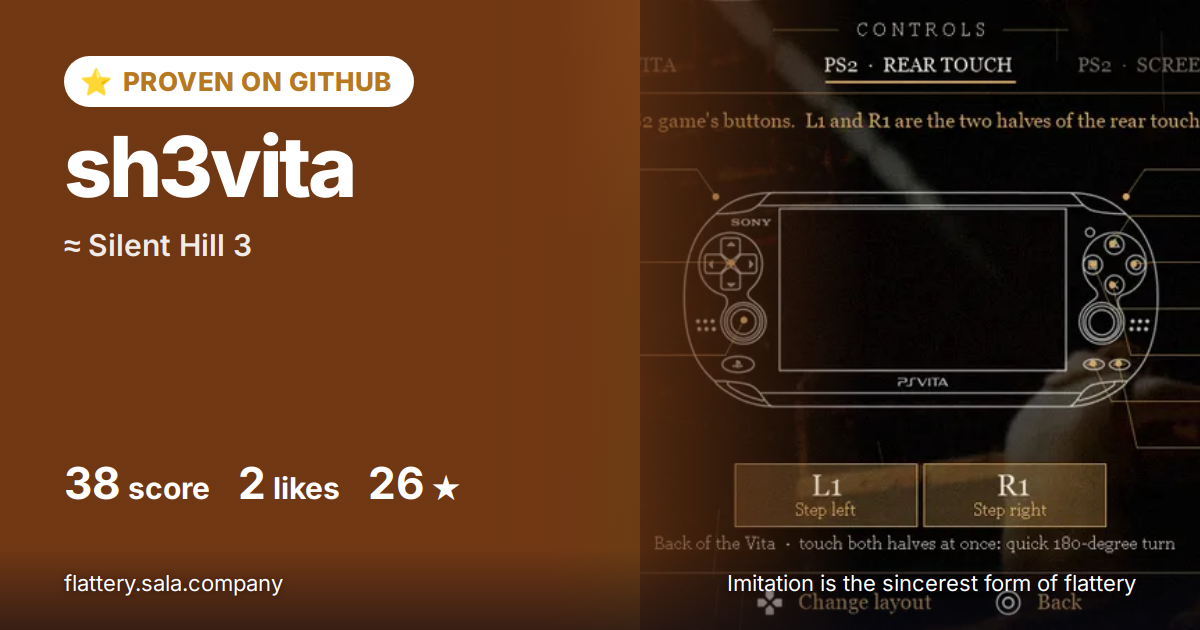 ⭐ PROVEN ON GITHUB
sh3vita
≈ Silent Hill 3
38 score 2 likes 26 ★
flattery.sala.company
CONTROLS
ITA PS2 · REAR TOUCH PS2 · SCREE
2 game's buttons. L1 and R1 are the two halves of the rear touch
SONY
PSVITA
L1 R1
Step left Step right
Back of the Vita · touch both halves at once: quick 180-degree turn
Imitation is the sincerest form of flattery
Change layout Back